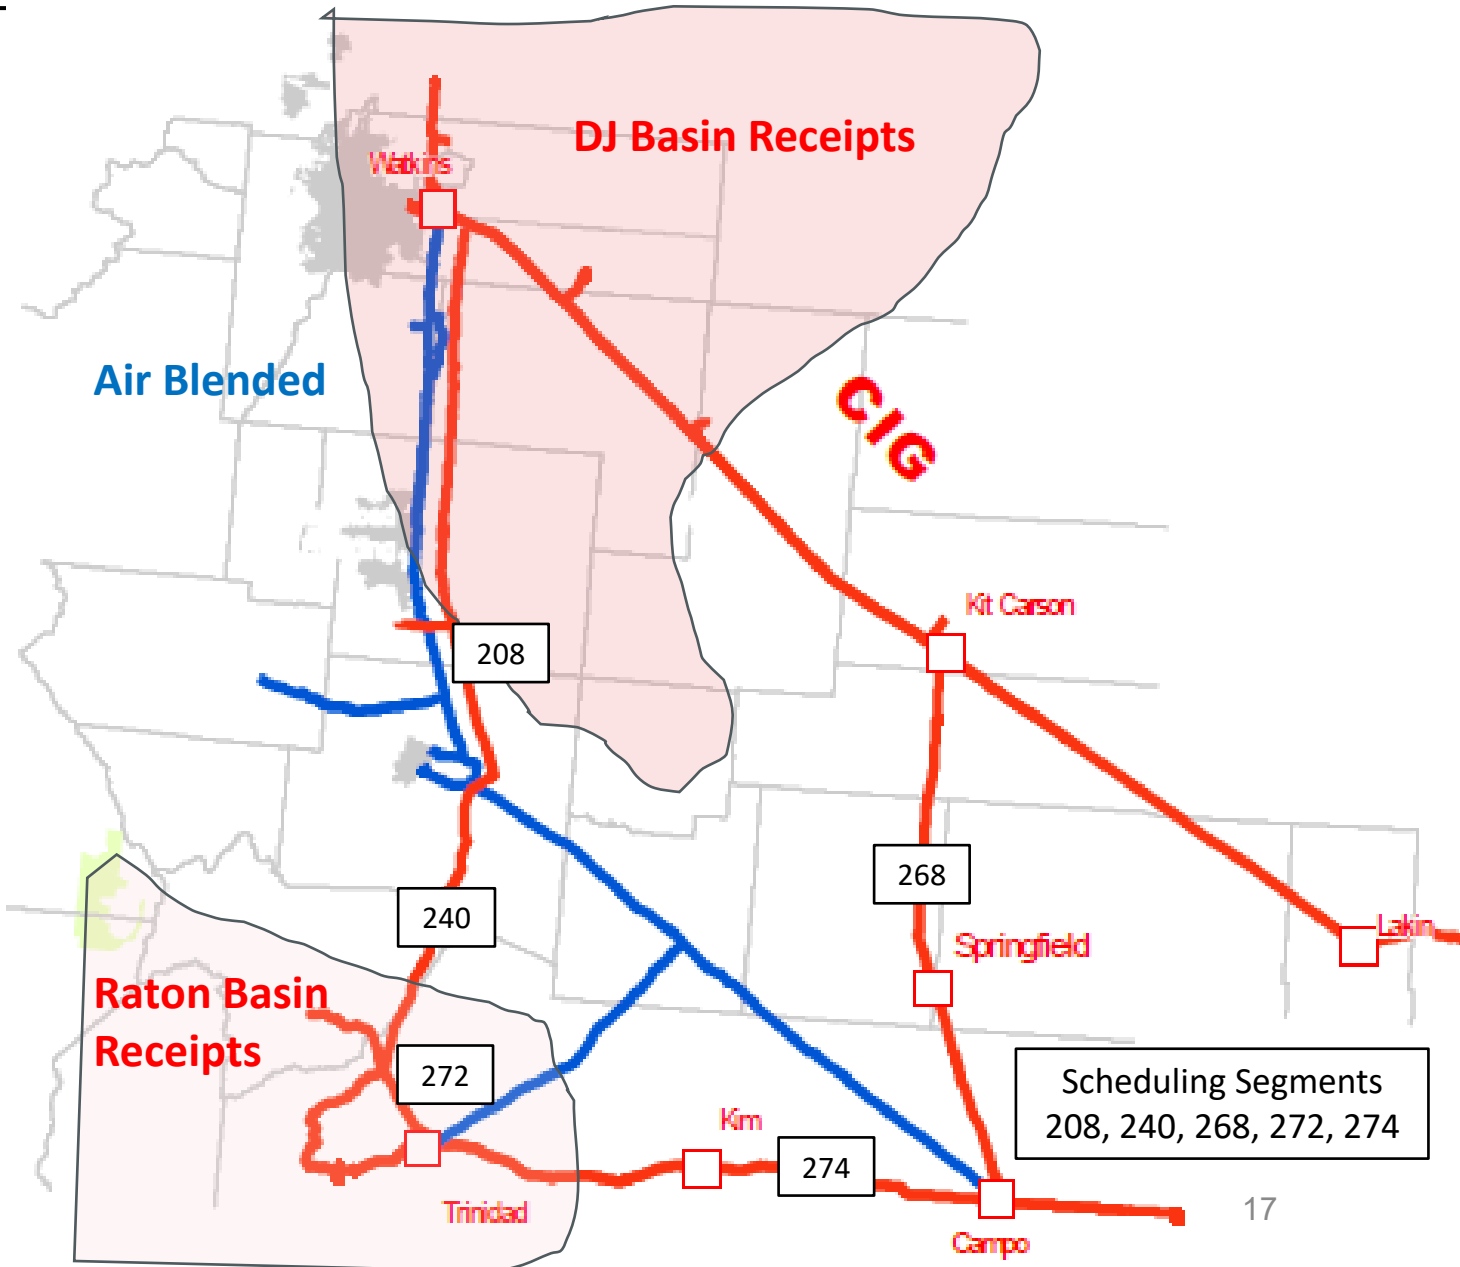 DJ Basin Receipts
Watkins
Air Blended
CIG
Kit Carson
208
268
240
Lakin
Springfield
Raton Basin
Receipts
272
Scheduling Segments
208, 240, 268, 272, 274
Kim
274
Trinidad
17
Campo